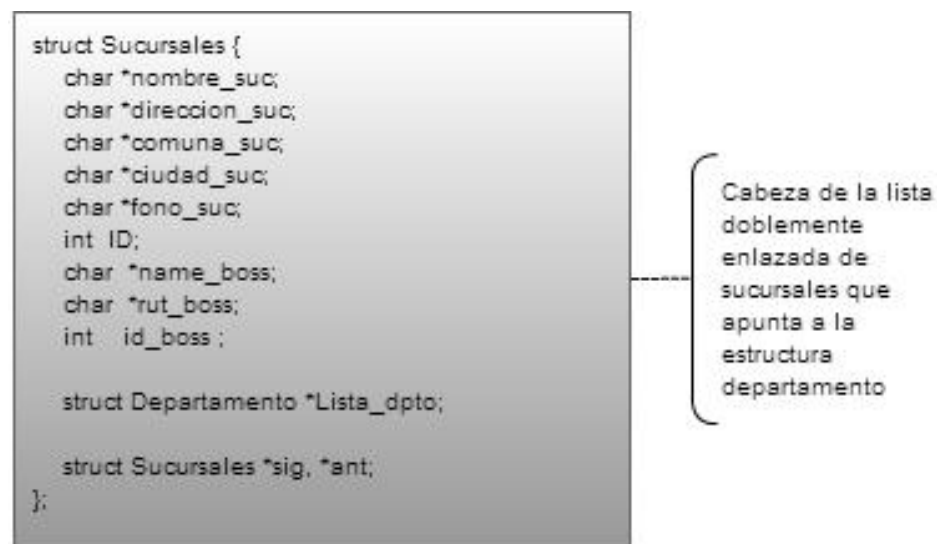 struct Sucursales {
char *nombre_suc;
char *direccion_suc;
char *comuna_suc;
char *ciudad_suc;
char *fono_suc;
int ID;
char *name_boss;
char *rut_boss;
int id_boss ;
struct Departamento *Lista_dpto;
struct Sucursales *sig, *ant;
};
Cabeza de la lista
doblemente
enlazada de
sucursales que
apunta a la
estructura
departamento